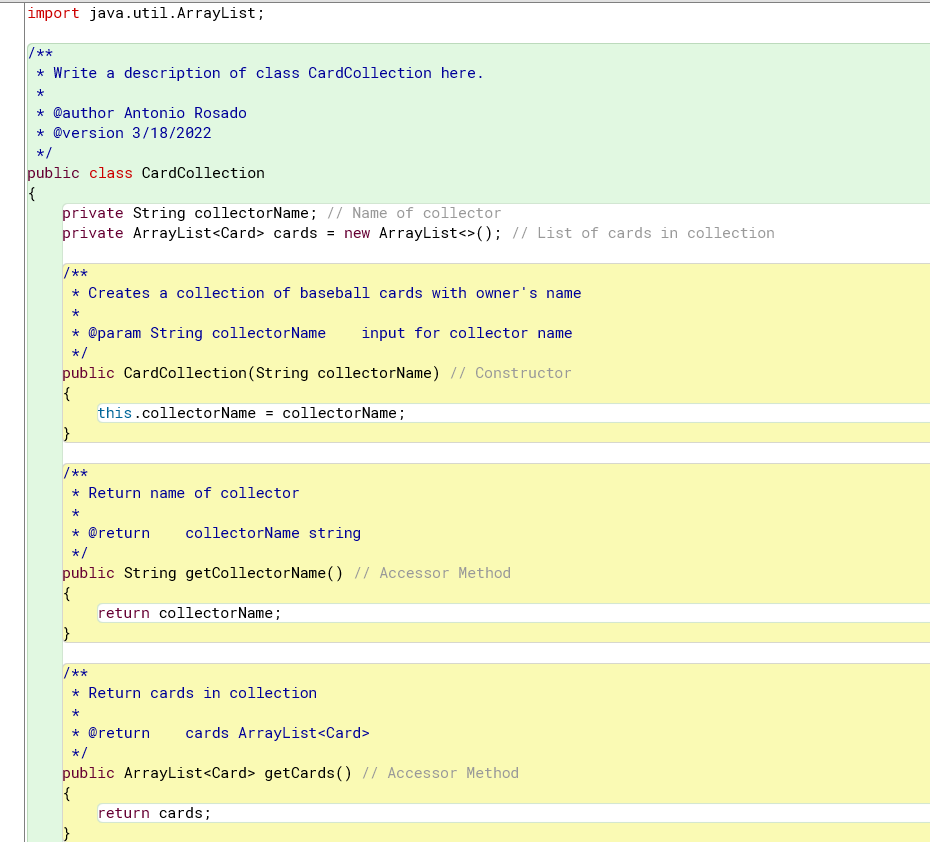 import java.util.ArrayList;
/**
 * Write a description of class CardCollection here.
 *
 * @author Antonio Rosado
 * @version 3/18/2022
 */
public class CardCollection
{
    private String collectorName; // Name of collector
    private ArrayList<Card> cards = new ArrayList<>(); // List of cards in collection
    /**
     * Creates a collection of baseball cards with owner's name
     *
     * @param String collectorName    input for collector name
     */
    public CardCollection(String collectorName) // Constructor
    {
        this.collectorName = collectorName;
    }
    /**
     * Return name of collector
     *
     * @return    collectorName string
     */
    public String getCollectorName() // Accessor Method
    {
        return collectorName;
    }
    /**
     * Return cards in collection
     *
     * @return    cards ArrayList<Card>
     */
    public ArrayList<Card> getCards() // Accessor Method
    {
        return cards;
    }